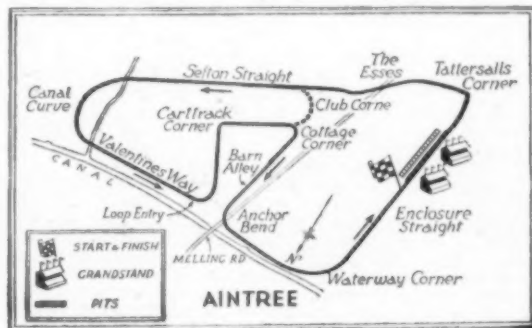 The
Esses
Tattersalls
Corner
Sefton Straight
Club Corne
Canal
Curve
Carttrack
Corner
Cottage
Corner
Valentines Way
Barn
Alley
CANAL
Loop Entry
Anchor
Bend
Enclosure
Straight
MELLING RD
N
Waterway Corner
START & FINISH
GRANDSTAND
PITS
AINTREE